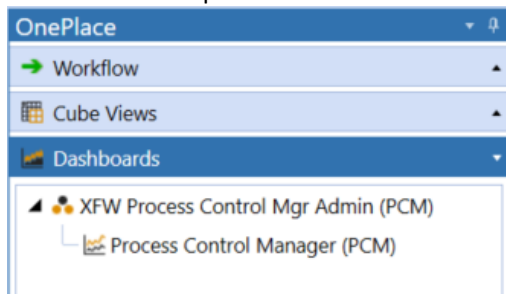 OnePlace
Workflow
Cube Views
Dashboards
XFW Process Control Mgr Admin (PCM)
Process Control Manager (PCM)